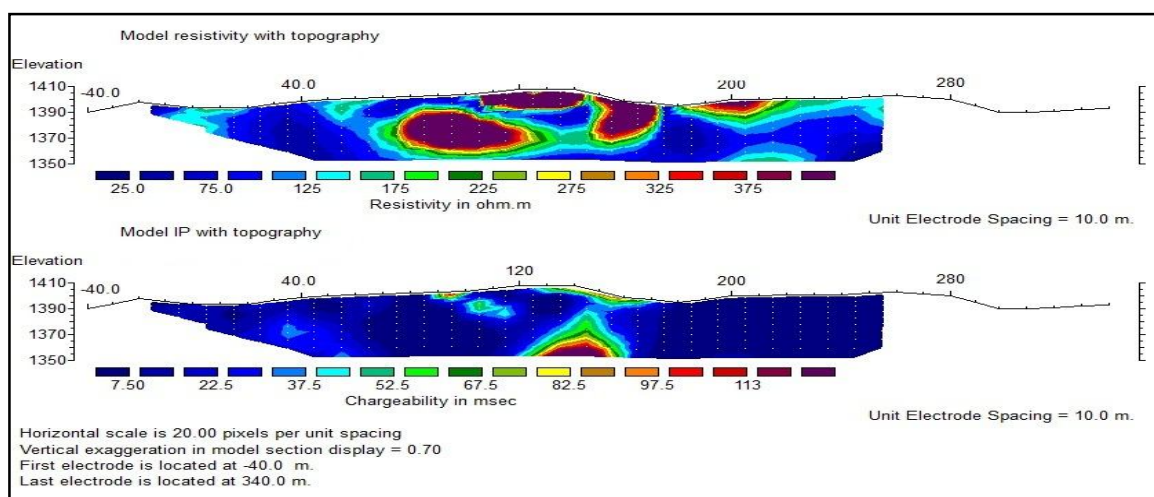 Model resistivity with topography
Elevation
1410 -40.0 40.0 200 280
1390
1370
1350
25.0 75.0 125 175 225 275 325 375
Resistivity in ohm.m
Unit Electrode Spacing = 10.0 m.
Model IP with topography
Elevation
120
1410 -40.0 40.0 200 280
1390
1370
1350
7.50 22.5 37.5 52.5 67.5 82.5 97.5 113
Chargeability in msec
Unit Electrode Spacing = 10.0 m.
Horizontal scale is 20.00 pixels per unit spacing
Vertical exaggeration in model section display = 0.70
First electrode is located at -40.0 m.
Last electrode is located at 340.0 m.